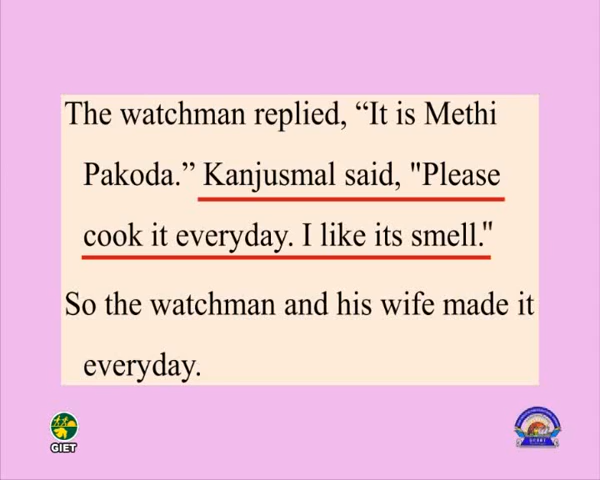 The watchman replied, “It is Methi
Pakoda.” Kanjusmal said, "Please
cook it everyday. I like its smell."
So the watchman and his wife made it
everyday.
GIET